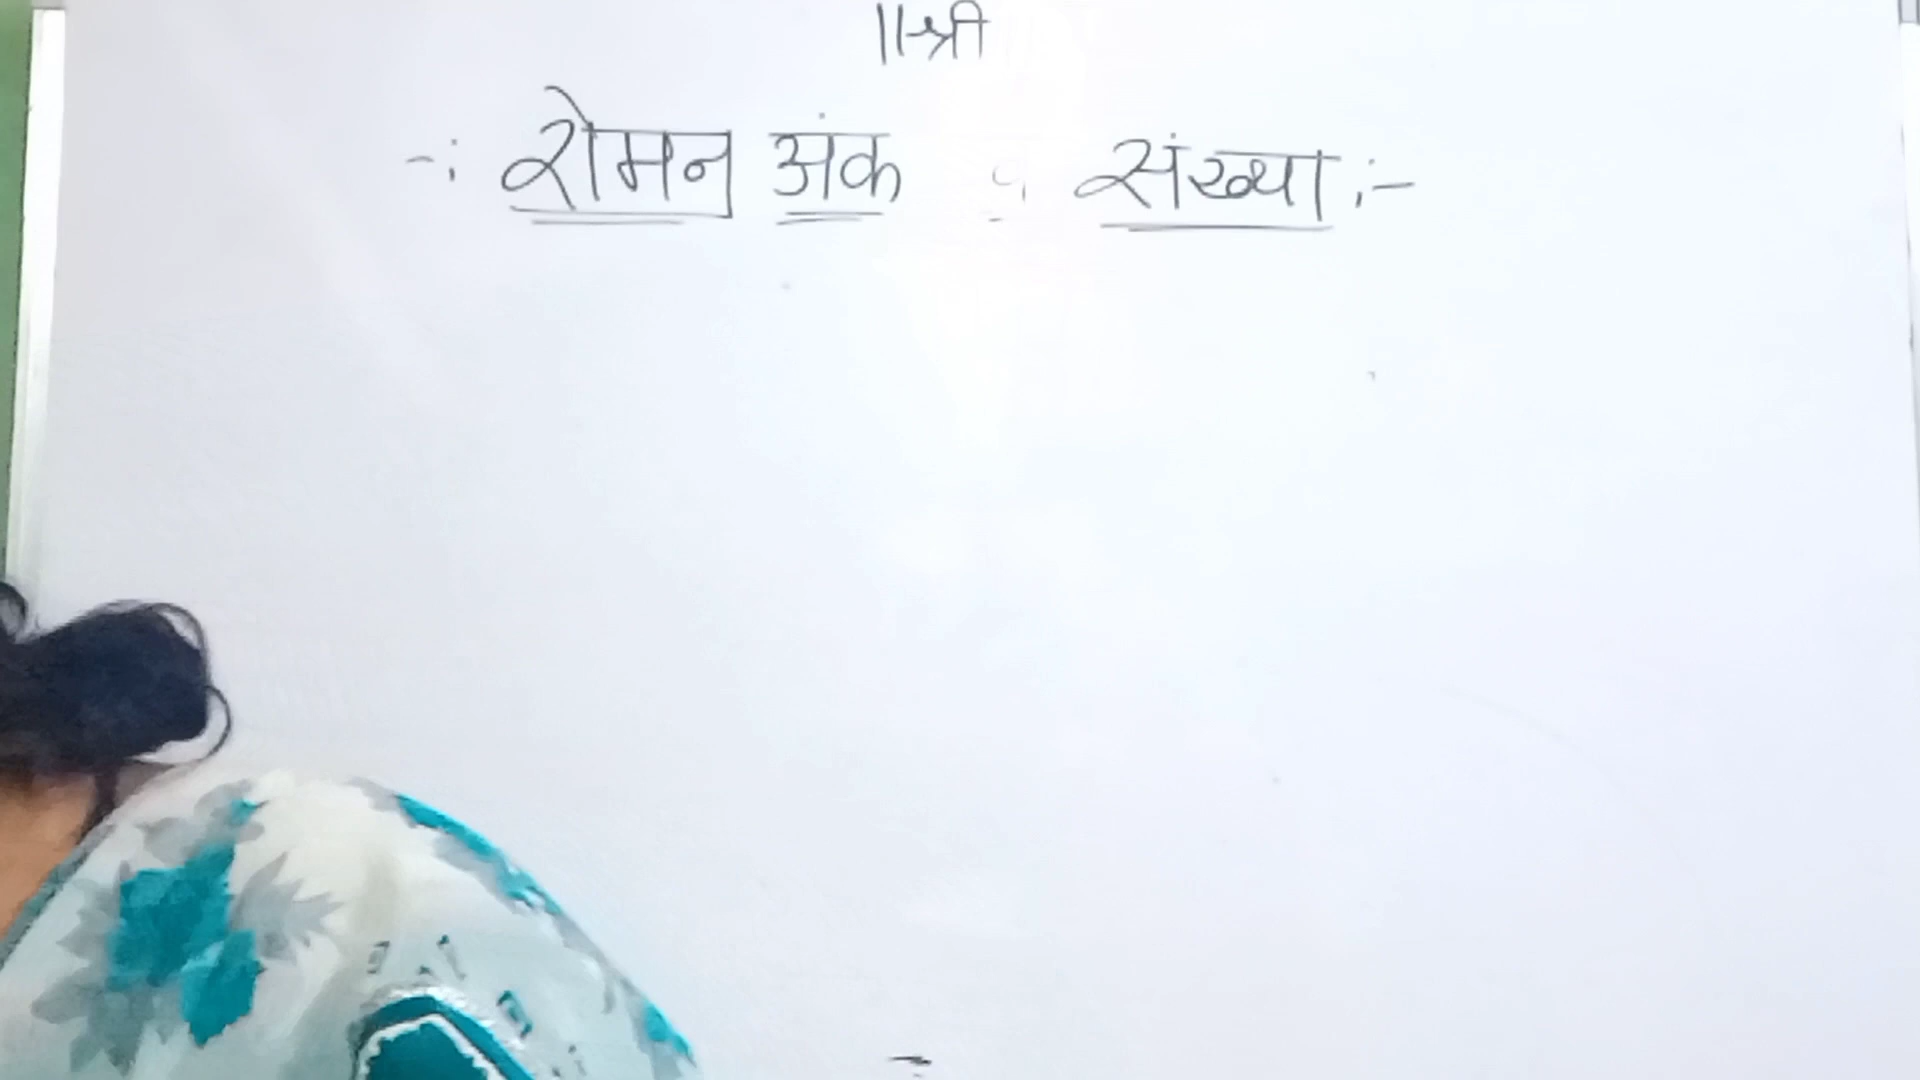 ॥श्री
-: रोमन अंक व संख्या :-